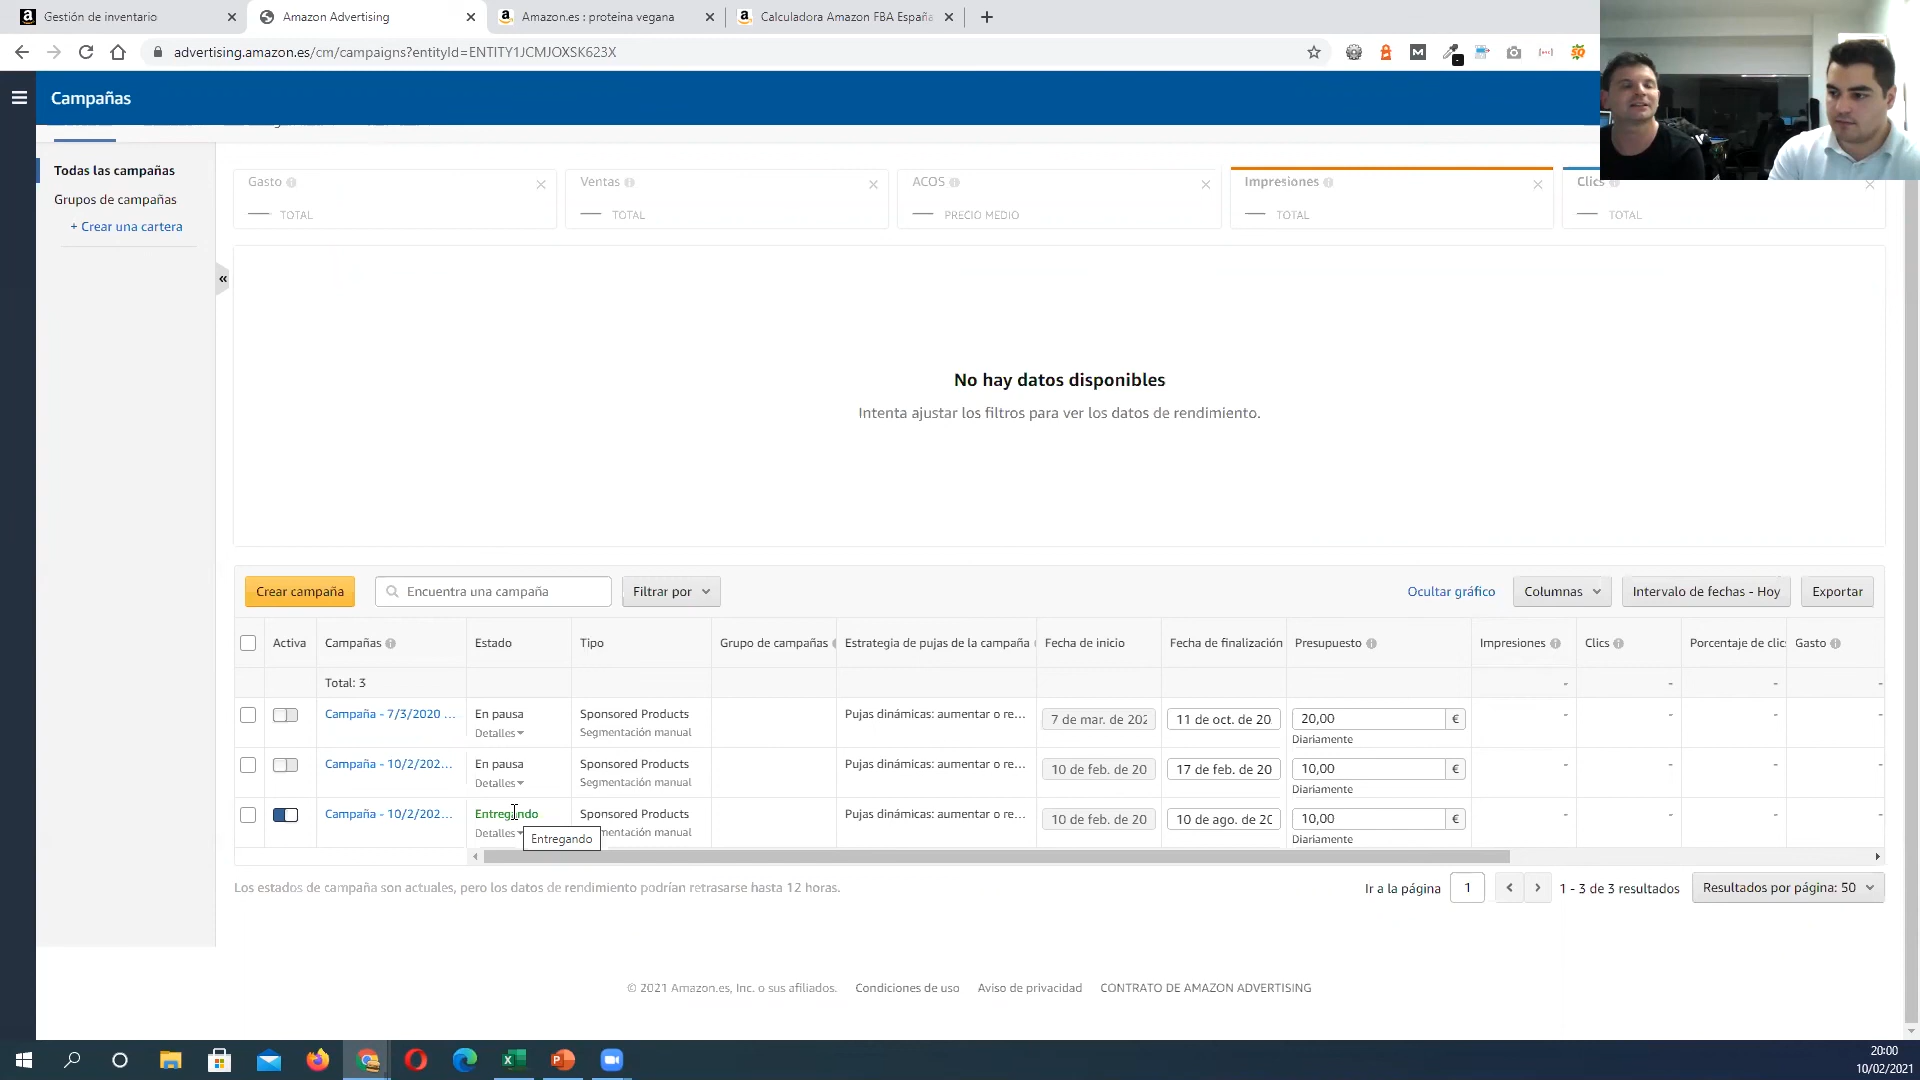 Gestión de inventario
Amazon Advertising
Amazon.es : proteina vegana
Calculadora Amazon FBA España
advertising.amazon.es/cm/campaigns?entityId=ENTITY1JCMJOXSK623X
Campañas
Todas las campañas
Grupos de campañas
+ Crear una cartera
Gasto
TOTAL
Ventas
TOTAL
ACOS
PRECIO MEDIO
Impresiones
TOTAL
Clics
TOTAL
No hay datos disponibles
Intenta ajustar los filtros para ver los datos de rendimiento.
Crear campaña
Encuentra una campaña
Filtrar por
Ocultar gráfico
Columnas
Intervalo de fechas - Hoy
Exportar
Activa Campañas Estado Tipo Grupo de campañas Estrategia de pujas de la campaña Fecha de inicio Fecha de finalización Presupuesto Impresiones Clics Porcentaje de clic Gasto
Total: 3 - - - -
Campaña - 7/3/2020 ... En pausa Sponsored Products Pujas dinámicas: aumentar o re... 7 de mar. de 202 11 de oct. de 20 20,00 € - - - -
Detalles Segmentación manual Diariamente
Campaña - 10/2/202... En pausa Sponsored Products Pujas dinámicas: aumentar o re... 10 de feb. de 20 17 de feb. de 20 10,00 € - - - -
Detalles Segmentación manual Diariamente
Campaña - 10/2/202... Entregando Sponsored Products Pujas dinámicas: aumentar o re... 10 de feb. de 20 10 de ago. de 20 10,00 € - - - -
Detalles mentación manual Diariamente
Entregando
Los estados de campaña son actuales, pero los datos de rendimiento podrían retrasarse hasta 12 horas.
Ir a la página 1 1 - 3 de 3 resultados Resultados por página: 50
© 2021 Amazon.es, Inc. o sus afiliados. Condiciones de uso Aviso de privacidad CONTRATO DE AMAZON ADVERTISING
20:00
10/02/2021